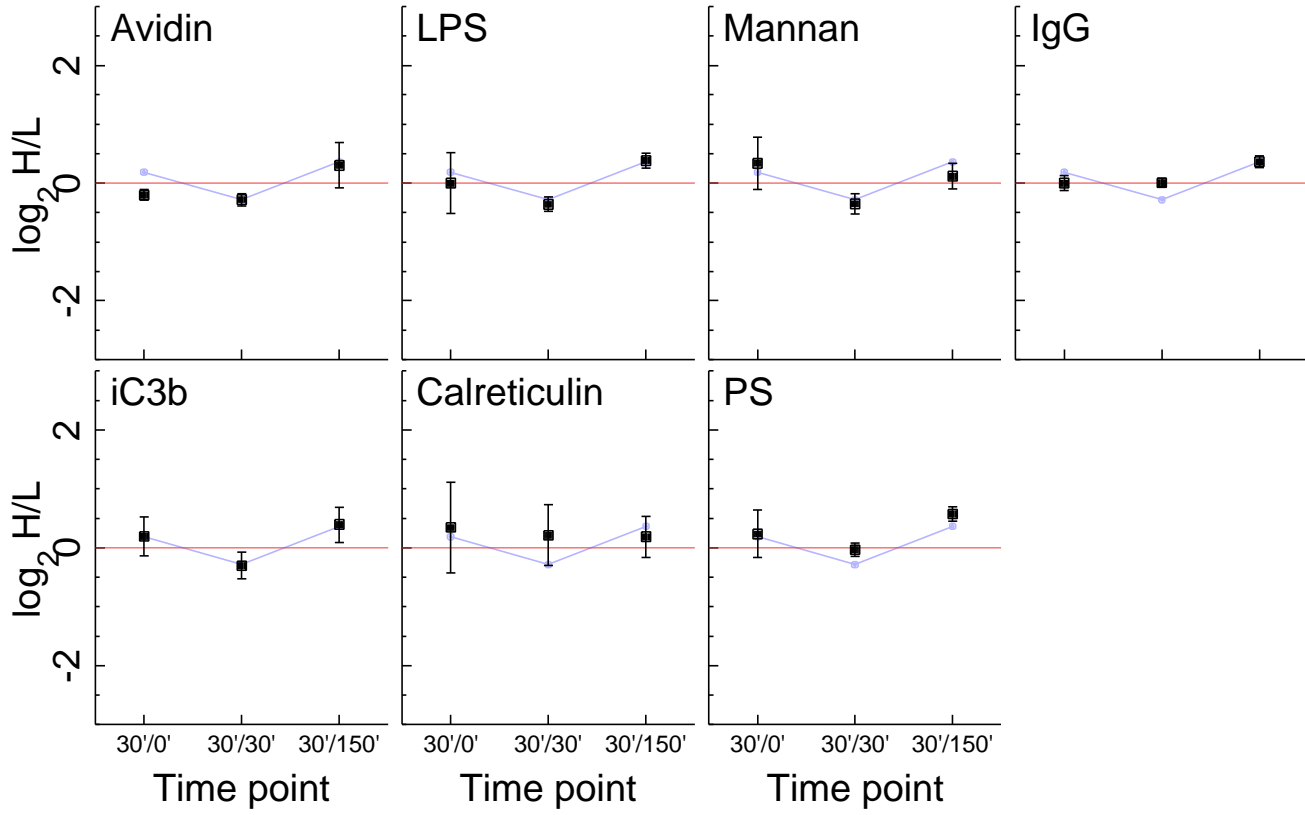 Avidin LPS Mannan IgG
2
0
-2
log2 H/L
iC3b Calreticulin PS
2
0
-2
log2 H/L
30'/0' 30'/30' 30'/150' 30'/0' 30'/30' 30'/150' 30'/0' 30'/30' 30'/150'
Time point Time point Time point